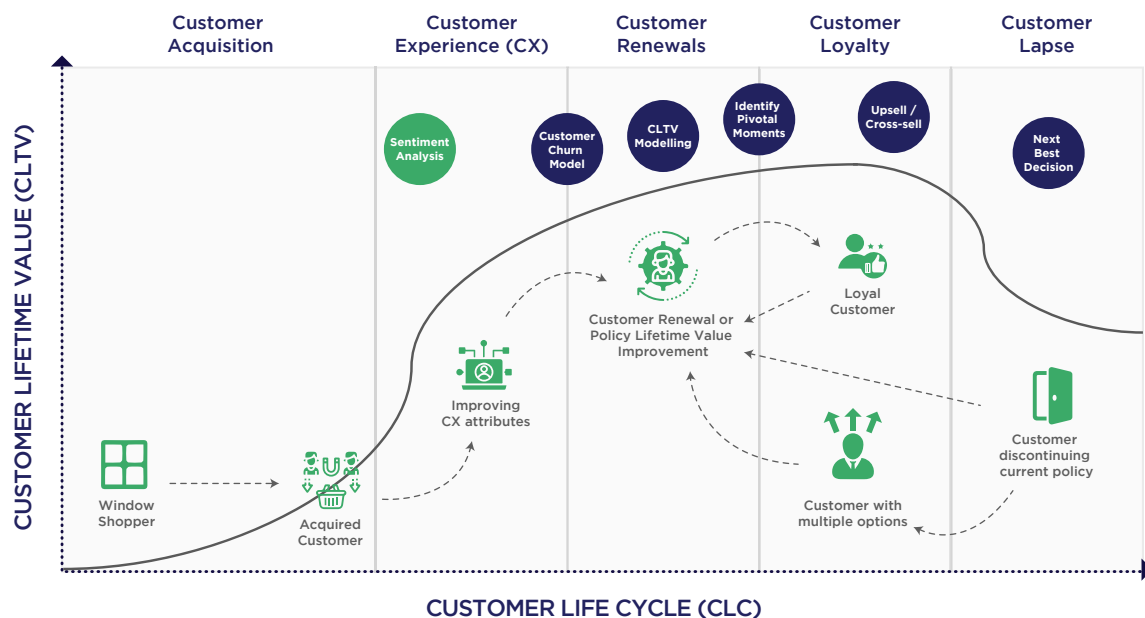 Customer
Acquisition
Customer
Experience (CX)
Customer
Renewals
Customer
Loyalty
Customer
Lapse
CUSTOMER LIFETIME VALUE (CLTV)
Sentiment
Analysis
Customer
Churn
Model
CLTV
Modelling
Identify
Pivotal
Moments
Upsell /
Cross-sell
Next
Best
Decision
Loyal
Customer
Customer Renewal or
Policy Lifetime Value
Improvement
Improving
CX attributes
Window
Shopper
Acquired
Customer
Customer with
multiple options
Customer
discontinuing
current policy
CUSTOMER LIFE CYCLE (CLC)